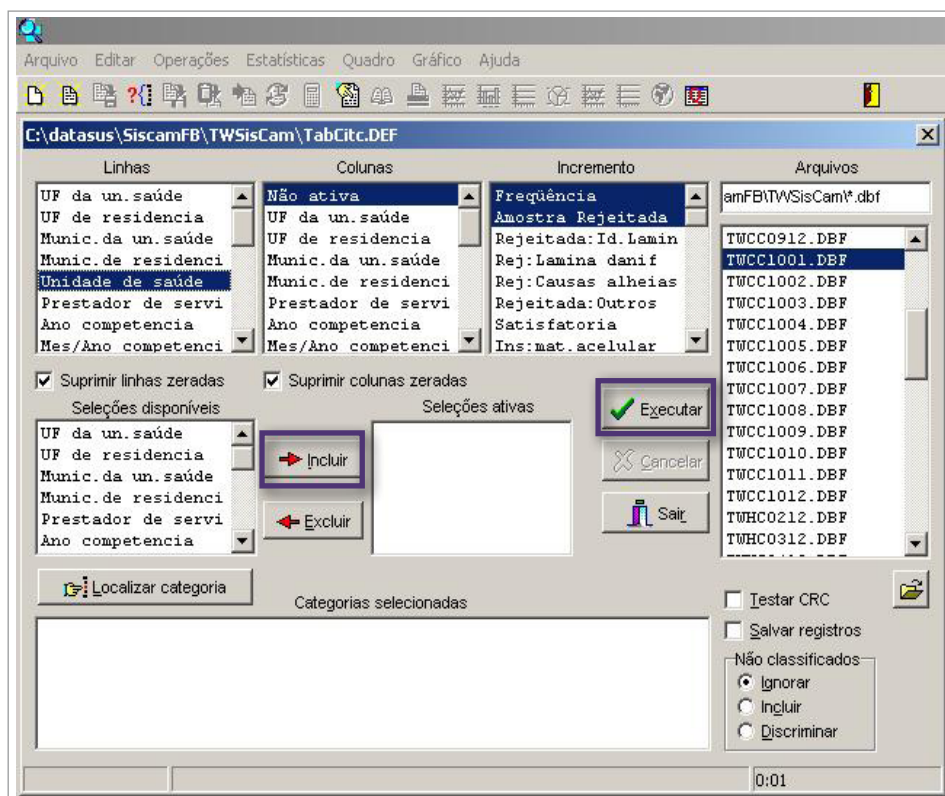 Arquivo Editar Operações Estatísticas Quadro Gráfico Ajuda
C:\datasus\SiscamFB\TWSisCam\TabCitc.DEF
Linhas
UF da un.saúde
UF de residencia
Munic.da un.saúde
Munic.de residenci
Unidade de saúde
Prestador de servi
Ano competencia
Mes/Ano competenci
Colunas
Não ativa
UF da un.saúde
UF de residencia
Munic.da un.saúde
Munic.de residenci
Prestador de servi
Ano competencia
Mes/Ano competenci
Incremento
Freqüência
Amostra Rejeitada
Rejeitada:Id.Lamin
Rej:Lamina danif
Rej:Causas alheias
Rejeitada:Outros
Satisfatoria
Ins:mat.acelular
Arquivos
amFB\TWSisCam\*.dbf
TWCC0912.DBF
TWCC1001.DBF
TWCC1002.DBF
TWCC1003.DBF
TWCC1004.DBF
TWCC1005.DBF
TWCC1006.DBF
TWCC1007.DBF
TWCC1008.DBF
TWCC1009.DBF
TWCC1010.DBF
TWCC1011.DBF
TWCC1012.DBF
TWHC0212.DBF
TWHC0312.DBF
Suprimir linhas zeradas
Suprimir colunas zeradas
Seleções disponíveis
UF da un.saúde
UF de residencia
Munic.da un.saúde
Munic.de residenci
Prestador de servi
Ano competencia
Incluir
Excluir
Seleções ativas
Executar
Cancelar
Sair
Localizar categoria
Categorias selecionadas
Testar CRC
Salvar registros
Não classificados
Ignorar
Incluir
Discriminar
0:01